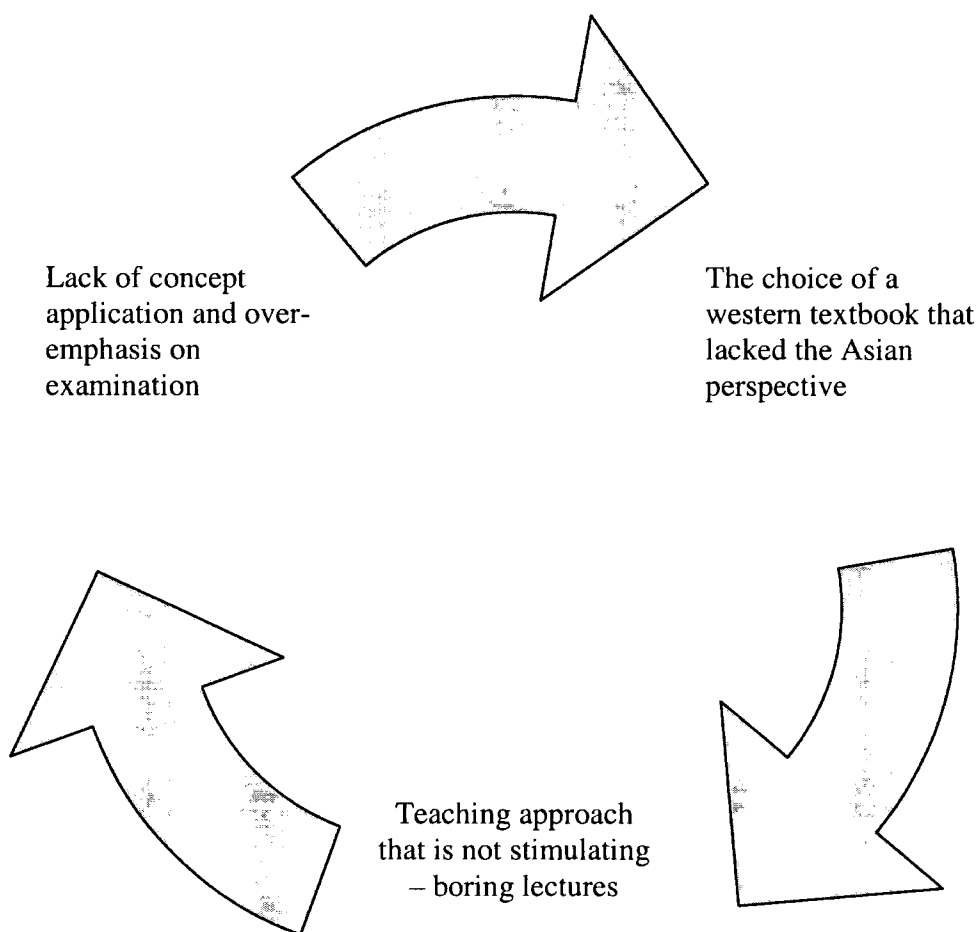 Lack of concept
application and over-
emphasis on
examination
The choice of a
western textbook that
lacked the Asian
perspective
Teaching approach
that is not stimulating
– boring lectures